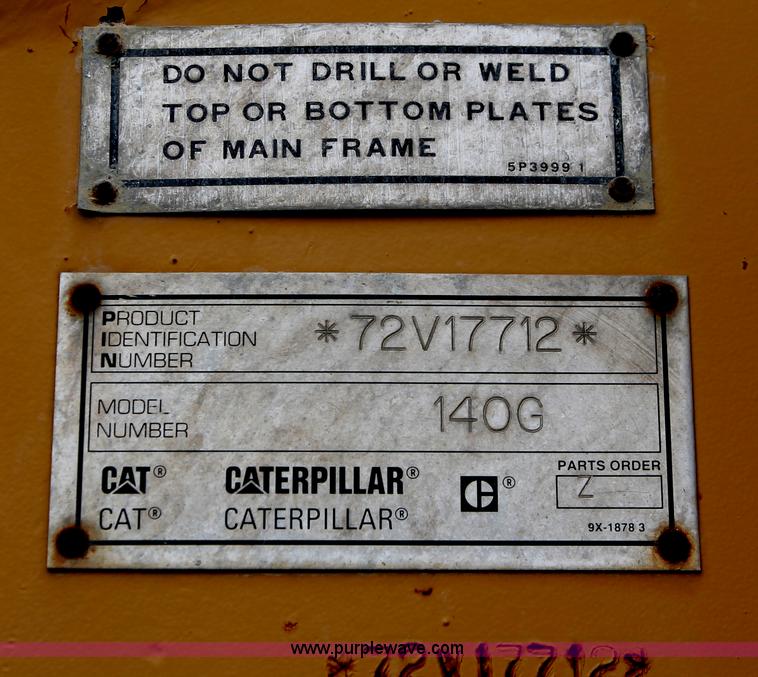 DO NOT DRILL OR WELD
TOP OR BOTTOM PLATES
OF MAIN FRAME
5P3999 1
PRODUCT
IDENTIFICATION
NUMBER
*72V17712*
MODEL
NUMBER
140G
CAT® CATERPILLAR® ®
CAT® CATERPILLAR®
PARTS ORDER
Z
9X-1878 3
www.purplewave.com
*72V17712*